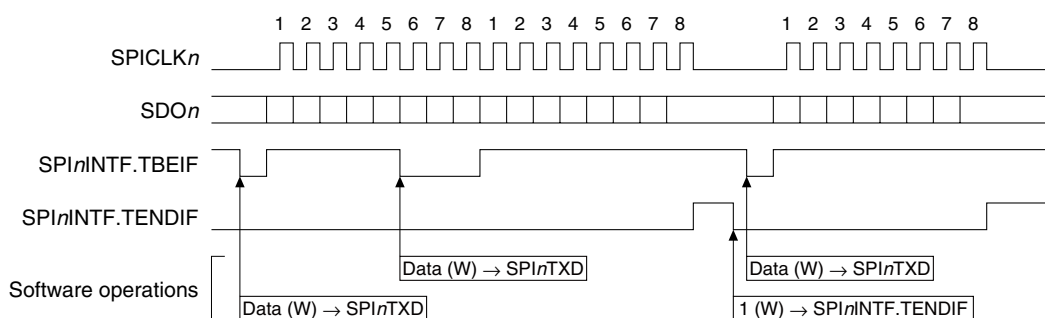 1 2 3 4 5 6 7 8 1 2 3 4 5 6 7 8 1 2 3 4 5 6 7 8
SPICLKn
SDOn
SPInINTF.TBEIF
SPInINTF.TENDIF
Data (W) → SPInTXD Data (W) → SPInTXD
Software operations
Data (W) → SPInTXD 1 (W) → SPInINTF.TENDIF